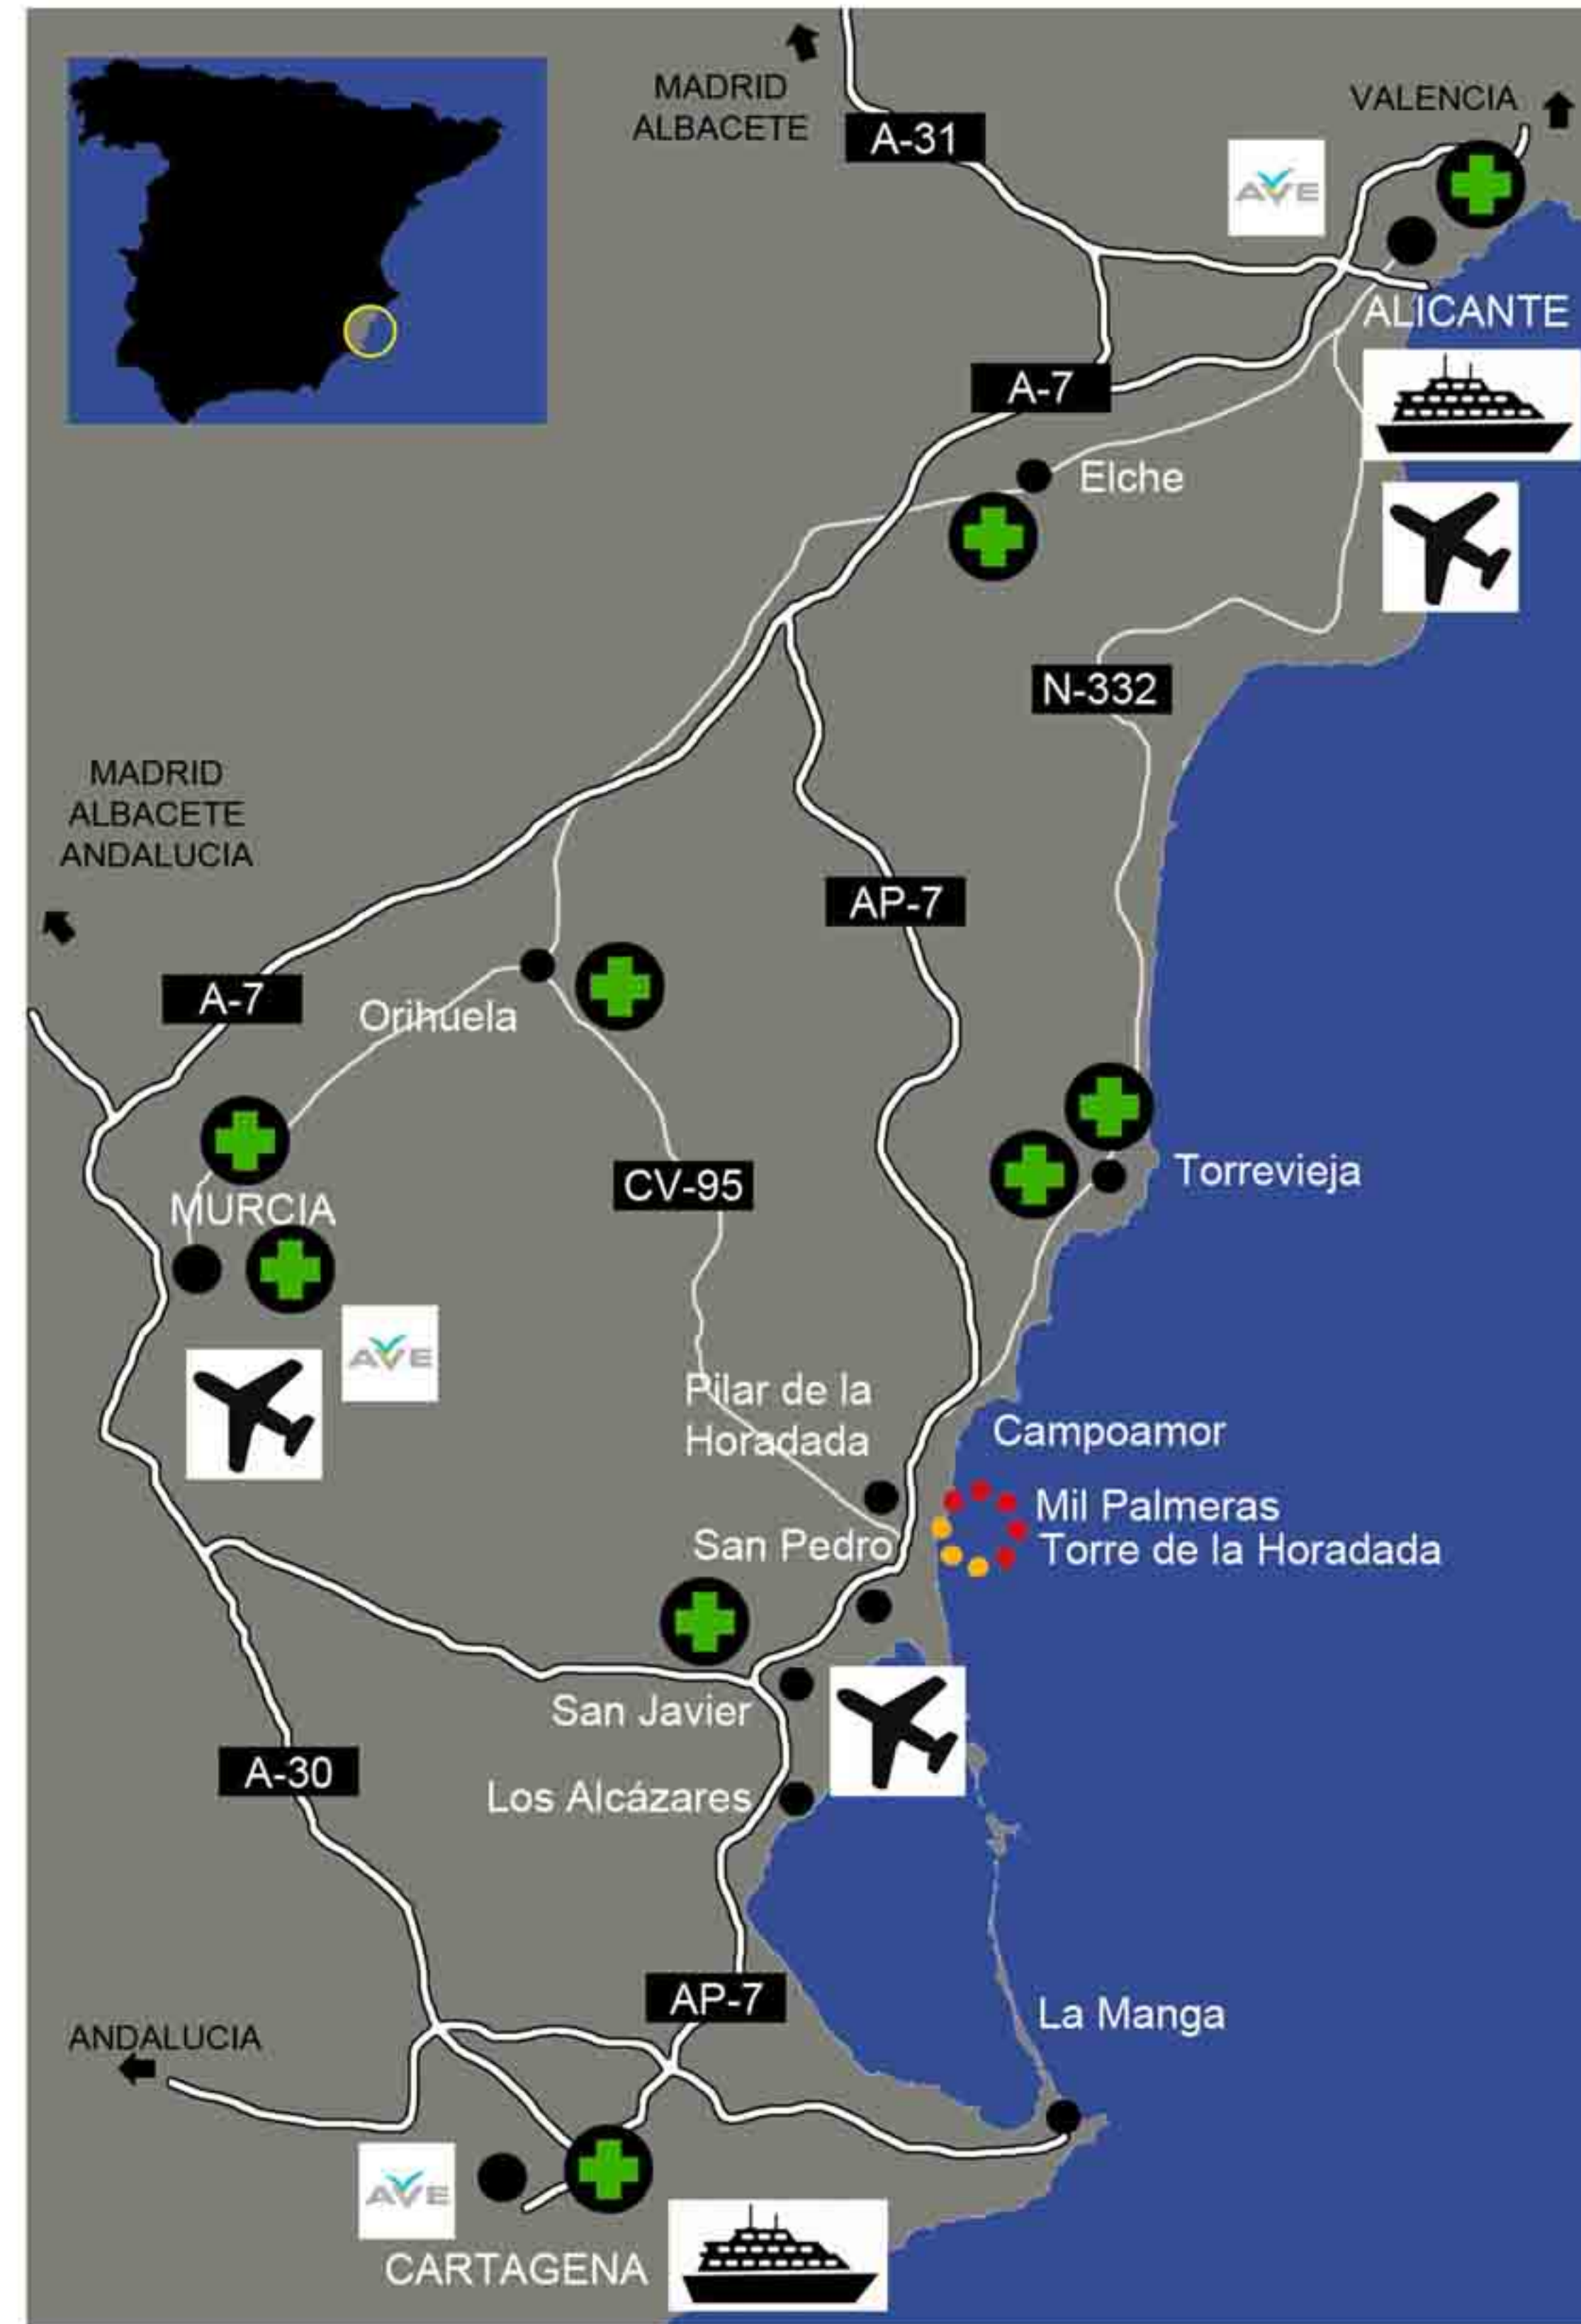 MADRID
ALBACETE
A-31
VALENCIA
AVE
ALICANTE
A-7
Elche
N-332
MADRID
ALBACETE
ANDALUCIA
AP-7
A-7
Orihuela
CV-95
Torrevieja
MURCIA
AVE
Pilar de la
Horadada
Campoamor
Mil Palmeras
Torre de la Horadada
San Pedro
San Javier
A-30
Los Alcázares
AP-7
La Manga
ANDALUCIA
AVE
CARTAGENA